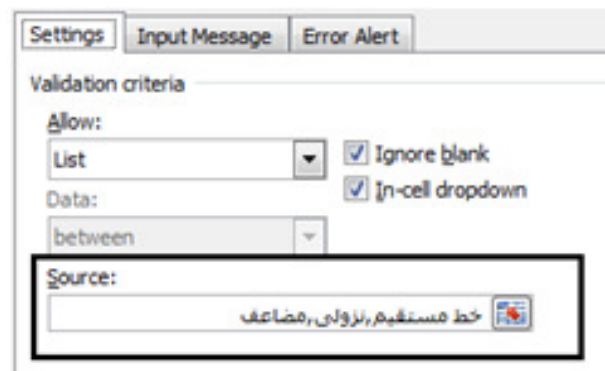 Settings Input Message Error Alert
Validation criteria
Allow:
List
Ignore blank
In-cell dropdown
Data:
between
Source:
خط مستقیم,نزولی,مضاعف